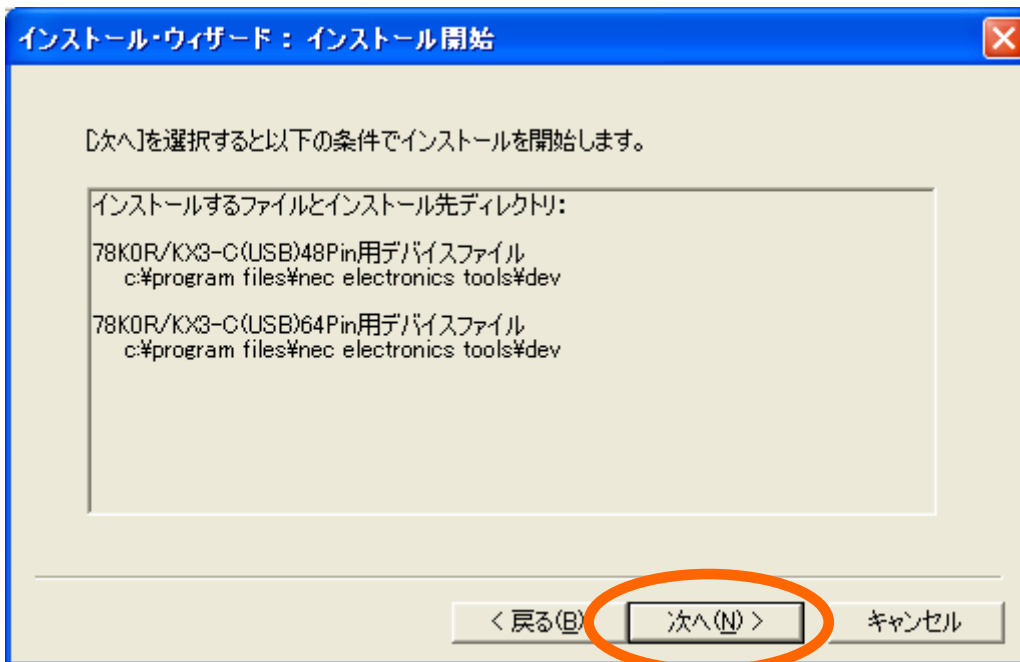 インストール・ウィザード : インストール開始
[次へ]を選択すると以下の条件でインストールを開始します。
インストールするファイルとインストール先ディレクトリ:
78K0R/KX3-C(USB)48Pin用デバイスファイル
c:¥program files¥nec electronics tools¥dev
78K0R/KX3-C(USB)64Pin用デバイスファイル
c:¥program files¥nec electronics tools¥dev
< 戻る(B) 次へ(N) > キャンセル